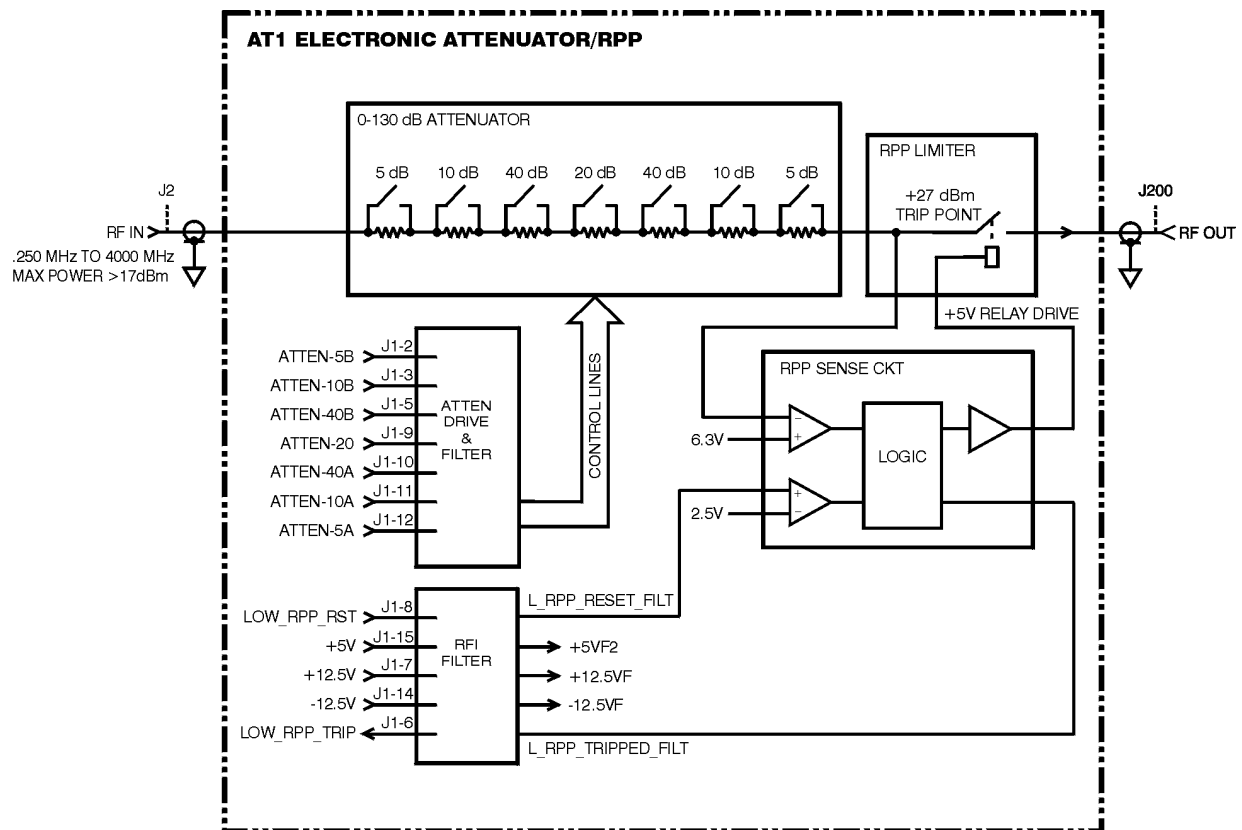 AT1 ELECTRONIC ATTENUATOR/RPP
0-130 dB ATTENUATOR
5 dB
10 dB
40 dB
20 dB
40 dB
10 dB
5 dB
RPP LIMITER
+27 dBm
TRIP POINT
J2
RF IN
.250 MHz TO 4000 MHz
MAX POWER >17dBm
J200
RF OUT
+5V RELAY DRIVE
CONTROL LINES
ATTEN-5B
J1-2
ATTEN-10B
J1-3
ATTEN-40B
J1-5
ATTEN-20
J1-9
ATTEN-40A
J1-10
ATTEN-10A
J1-11
ATTEN-5A
J1-12
ATTEN
DRIVE
&
FILTER
RPP SENSE CKT
−
+
6.3V
+
−
2.5V
LOGIC
LOW_RPP_RST
J1-8
+5V
J1-15
+12.5V
J1-7
-12.5V
J1-14
LOW_RPP_TRIP
J1-6
RFI
FILTER
L_RPP_RESET_FILT
+5VF2
+12.5VF
-12.5VF
L_RPP_TRIPPED_FILT